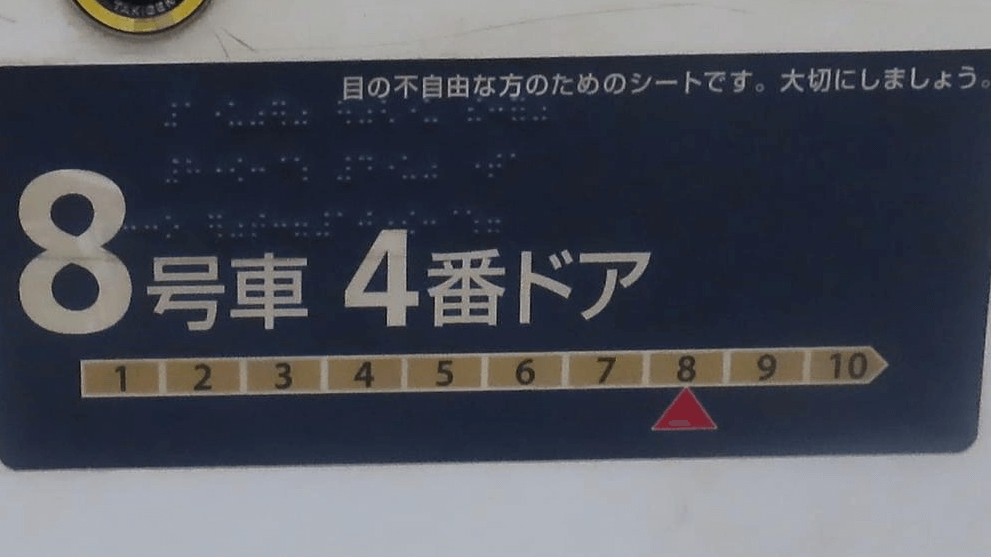 TAKIGEN
目の不自由な方のためのシートです。大切にしましょう。
8号車 4番ドア
1 2 3 4 5 6 7 8 9 10